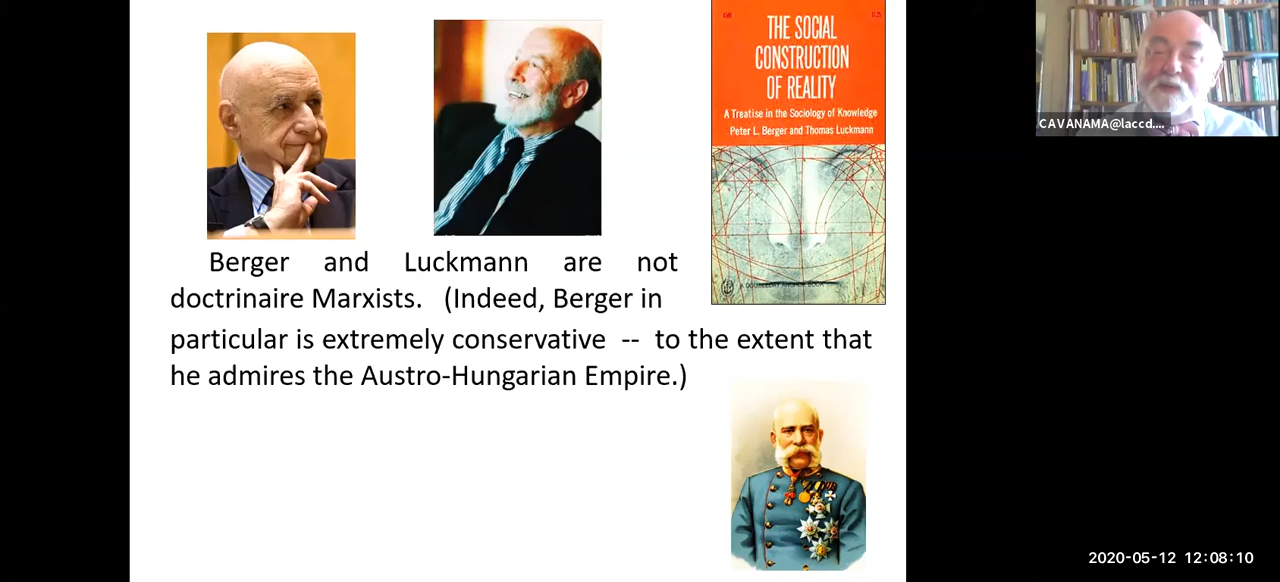 THE SOCIAL
CONSTRUCTION
OF REALITY
A Treatise in the Sociology of Knowledge
Peter L. Berger and Thomas Luckmann
CAVANAMA@laccd....
Berger and Luckmann are not
doctrinaire Marxists. (Indeed, Berger in
particular is extremely conservative -- to the extent that
he admires the Austro-Hungarian Empire.)
2020-05-12 12:08:10